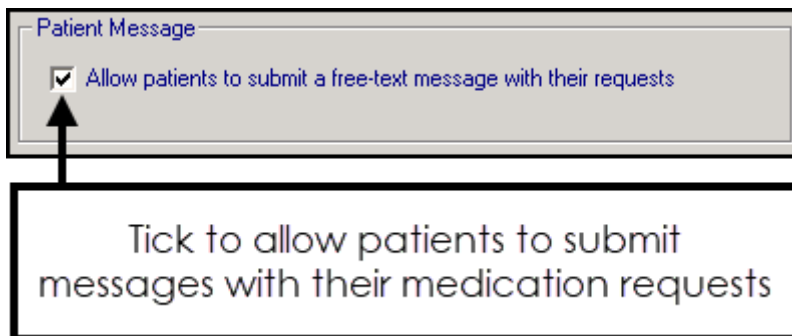 Patient Message
Allow patients to submit a free-text message with their requests
Tick to allow patients to submit
messages with their medication requests